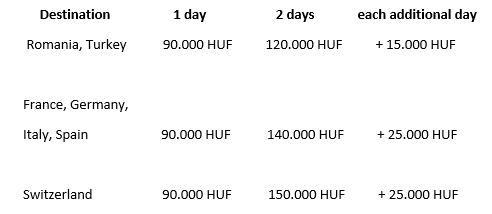 Destination 1 day 2 days each additional day
Romania, Turkey 90.000 HUF 120.000 HUF + 15.000 HUF
France, Germany,
Italy, Spain 90.000 HUF 140.000 HUF + 25.000 HUF
Switzerland 90.000 HUF 150.000 HUF + 25.000 HUF